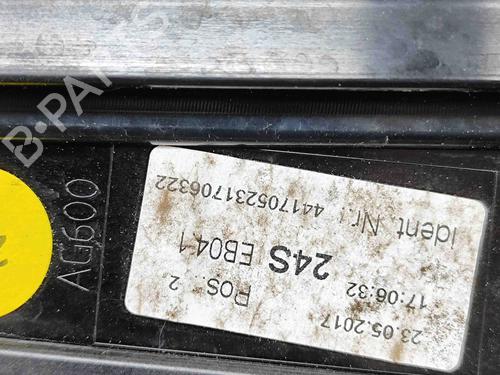 B-PARTS
AG600
Ident. Nr.: 441705231706322
24S EB041
Pos.: 2
17:06:32
23.05.2017